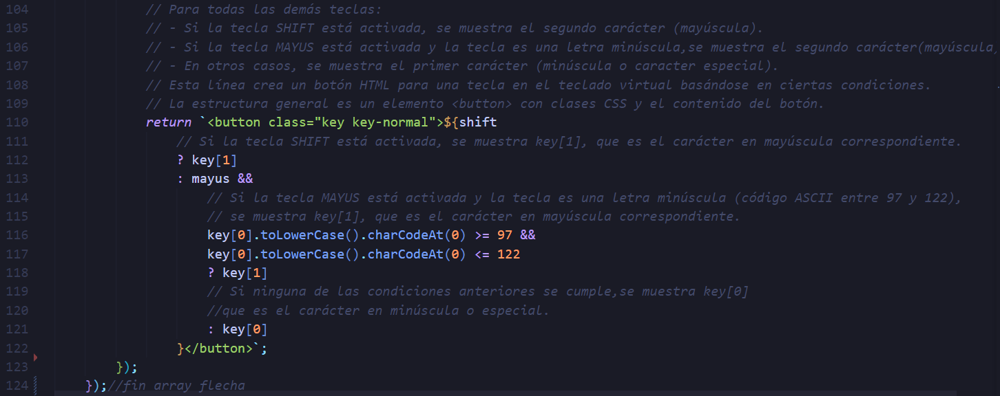 104 // Para todas las demás teclas:
105 // - Si la tecla SHIFT está activada, se muestra el segundo carácter (mayúscula).
106 // - Si la tecla MAYUS está activada y la tecla es una letra minúscula,se muestra el segundo carácter(mayúscula
107 // - En otros casos, se muestra el primer carácter (minúscula o caracter especial).
108 // Esta línea crea un botón HTML para una tecla en el teclado virtual basándose en ciertas condiciones.
109 // La estructura general es un elemento <button> con clases CSS y el contenido del botón.
110 return `<button class="key key-normal">${shift
111 // Si la tecla SHIFT está activada, se muestra key[1], que es el carácter en mayúscula correspondiente.
112 ? key[1]
113 : mayus &&
114 // Si la tecla MAYUS está activada y la tecla es una letra minúscula (código ASCII entre 97 y 122),
115 // se muestra key[1], que es el carácter en mayúscula correspondiente.
116 key[0].toLowerCase().charCodeAt(0) >= 97 &&
117 key[0].toLowerCase().charCodeAt(0) <= 122
118 ? key[1]
119 // Si ninguna de las condiciones anteriores se cumple,se muestra key[0]
120 //que es el carácter en minúscula o especial.
121 : key[0]
122 }</button>`;
123 });
124 });//fin array flecha